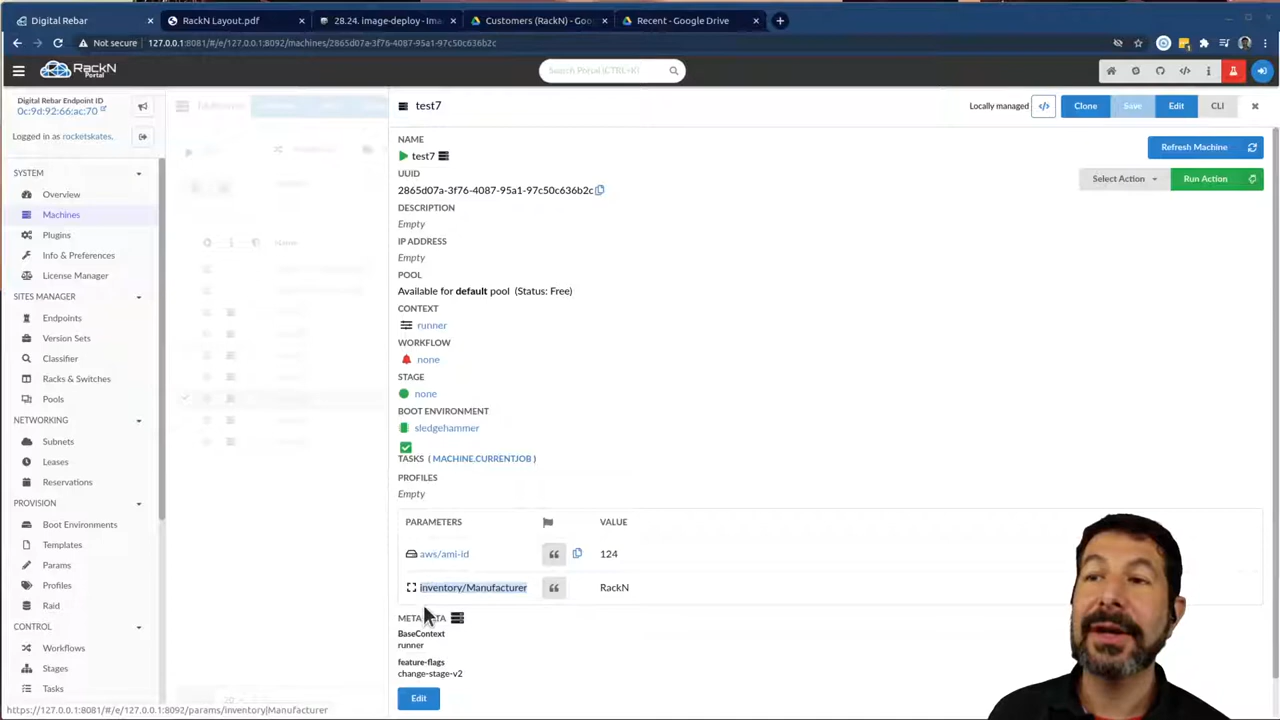 Digital Rebar
RackN Layout.pdf
28.24. image-deploy - Ima
Customers (RackN) - Goo
Recent - Google Drive
Not secure
127.0.0.1:8081/#/e/127.0.0.1:8092/machines/2865d07a-3f76-4087-95a1-97c50c636b2c
RackN
Portal
Search Portal (CTRL+K)
Digital Rebar Endpoint ID
0c:9d:92:66:ac:70
Logged in as rocketskates.
SYSTEM
Overview
Machines
Plugins
Info & Preferences
License Manager
SITES MANAGER
Endpoints
Version Sets
Classifier
Racks & Switches
Pools
NETWORKING
Subnets
Leases
Reservations
PROVISION
Boot Environments
Templates
Params
Profiles
Raid
CONTROL
Workflows
Stages
Tasks
test7
Locally managed
Clone
Save
Edit
CLI
NAME
test7
Refresh Machine
UUID
2865d07a-3f76-4087-95a1-97c50c636b2c
Select Action
Run Action
DESCRIPTION
Empty
IP ADDRESS
Empty
POOL
Available for default pool (Status: Free)
CONTEXT
runner
WORKFLOW
none
STAGE
none
BOOT ENVIRONMENT
sledgehammer
TASKS ( MACHINE.CURRENTJOB )
PROFILES
Empty
PARAMETERS
VALUE
aws/ami-id
124
inventory/Manufacturer
RackN
META DATA
BaseContext
runner
feature-flags
change-stage-v2
Edit
https://127.0.0.1:8081/#/e/127.0.0.1:8092/params/inventory|Manufacturer